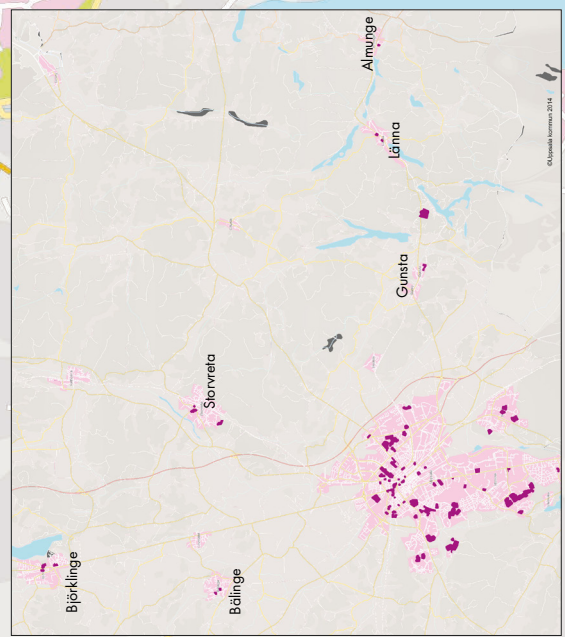 Björklinge
Bälinge
Storvreta
Gunsta
Länna
Almunge
©Uppsala kommun 2014